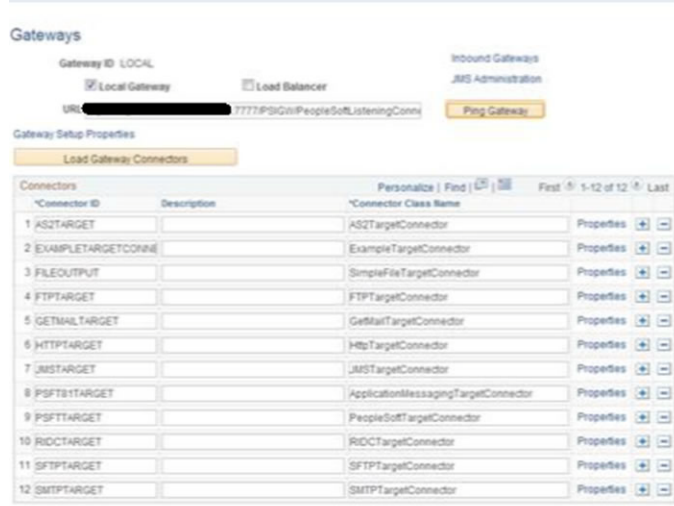 Gateways
Gateway ID LOCAL
Inbound Gateways
Local Gateway
Load Balancer
JMS Administration
URL
7777/PSIGW/PeopleSoftListeningConne
Ping Gateway
Gateway Setup Properties
Load Gateway Connectors
Connectors
Personalize | Find | |
First 1-12 of 12 Last
*Connector ID Description *Connector Class Name
1 AS2TARGET AS2TargetConnector Properties + −
2 EXAMPLETARGETCONNE ExampleTargetConnector Properties + −
3 FILEOUTPUT SimpleFileTargetConnector Properties + −
4 FTPTARGET FTPTargetConnector Properties + −
5 GETMAILTARGET GetMailTargetConnector Properties + −
6 HTTPTARGET HttpTargetConnector Properties + −
7 JMSTARGET JMSTargetConnector Properties + −
8 PSFT81TARGET ApplicationMessagingTargetConnector Properties + −
9 PSFTTARGET PeopleSoftTargetConnector Properties + −
10 RIDCTARGET RIDCTargetConnector Properties + −
11 SFTPTARGET SFTPTargetConnector Properties + −
12 SMTPTARGET SMTPTargetConnector Properties + −